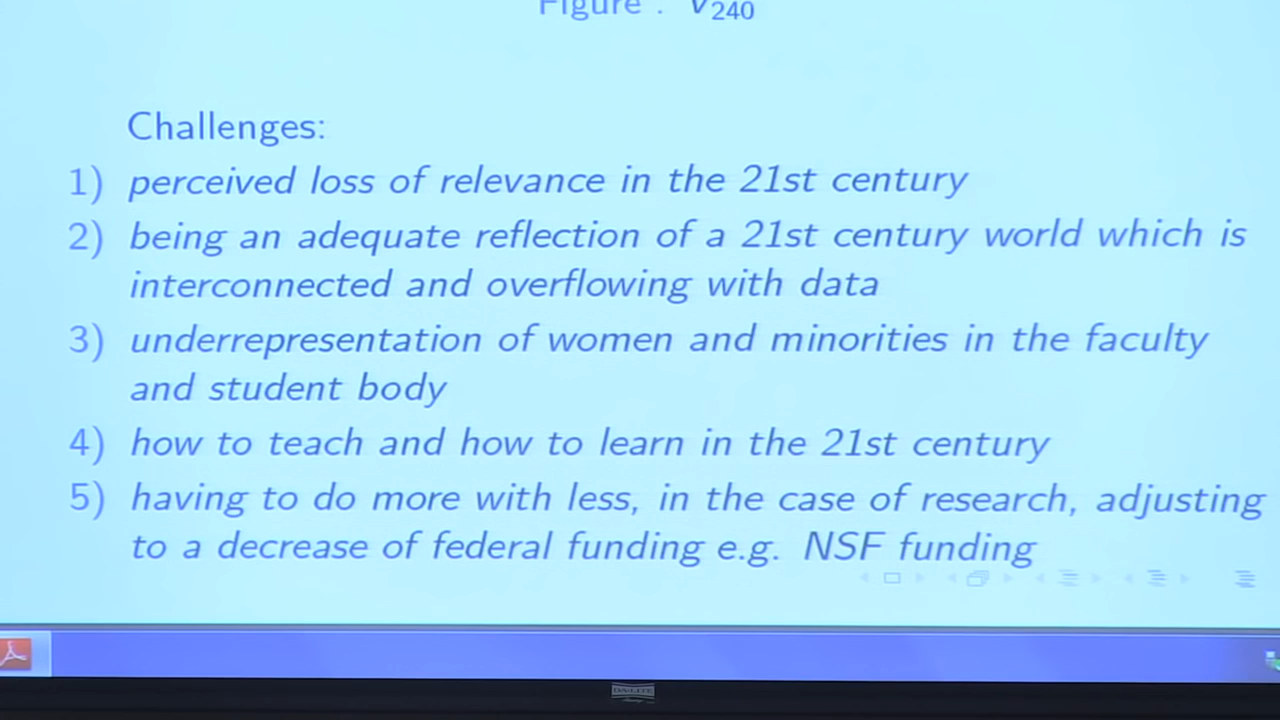 Figure : V240
Challenges:
1) perceived loss of relevance in the 21st century
2) being an adequate reflection of a 21st century world which is
interconnected and overflowing with data
3) underrepresentation of women and minorities in the faculty
and student body
4) how to teach and how to learn in the 21st century
5) having to do more with less, in the case of research, adjusting
to a decrease of federal funding e.g. NSF funding
DA-LITE